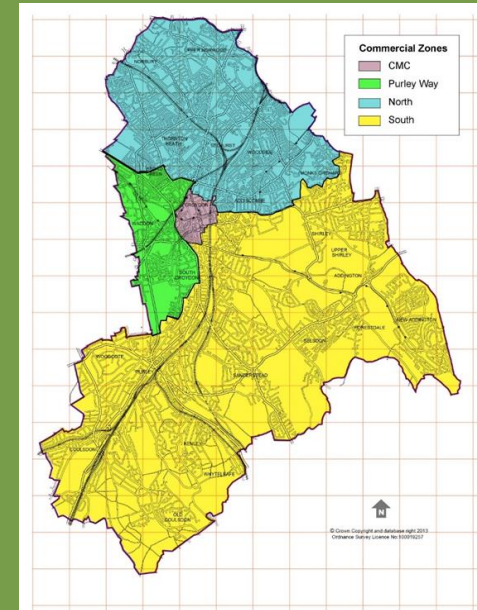 Commercial Zones
CMC
Purley Way
North
South
UPPER NORWOOD
NORBURY
THORNTON
HEATH
SELHURST
WOODSIDE
ADDISCOMBE
CROYDON
WADDON
SHIRLEY
UPPER
SHIRLEY
ADDINGTON
SOUTH
CROYDON
NEW ADDINGTON
FORESTDALE
SELSDON
WOODCOTE
PURLEY
SANDERSTEAD
COULSDON
KENLEY
WHYTELEAFE
OLD
COULSDON
N
© Crown Copyright and database right 2013
Ordnance Survey Licence No:100019257